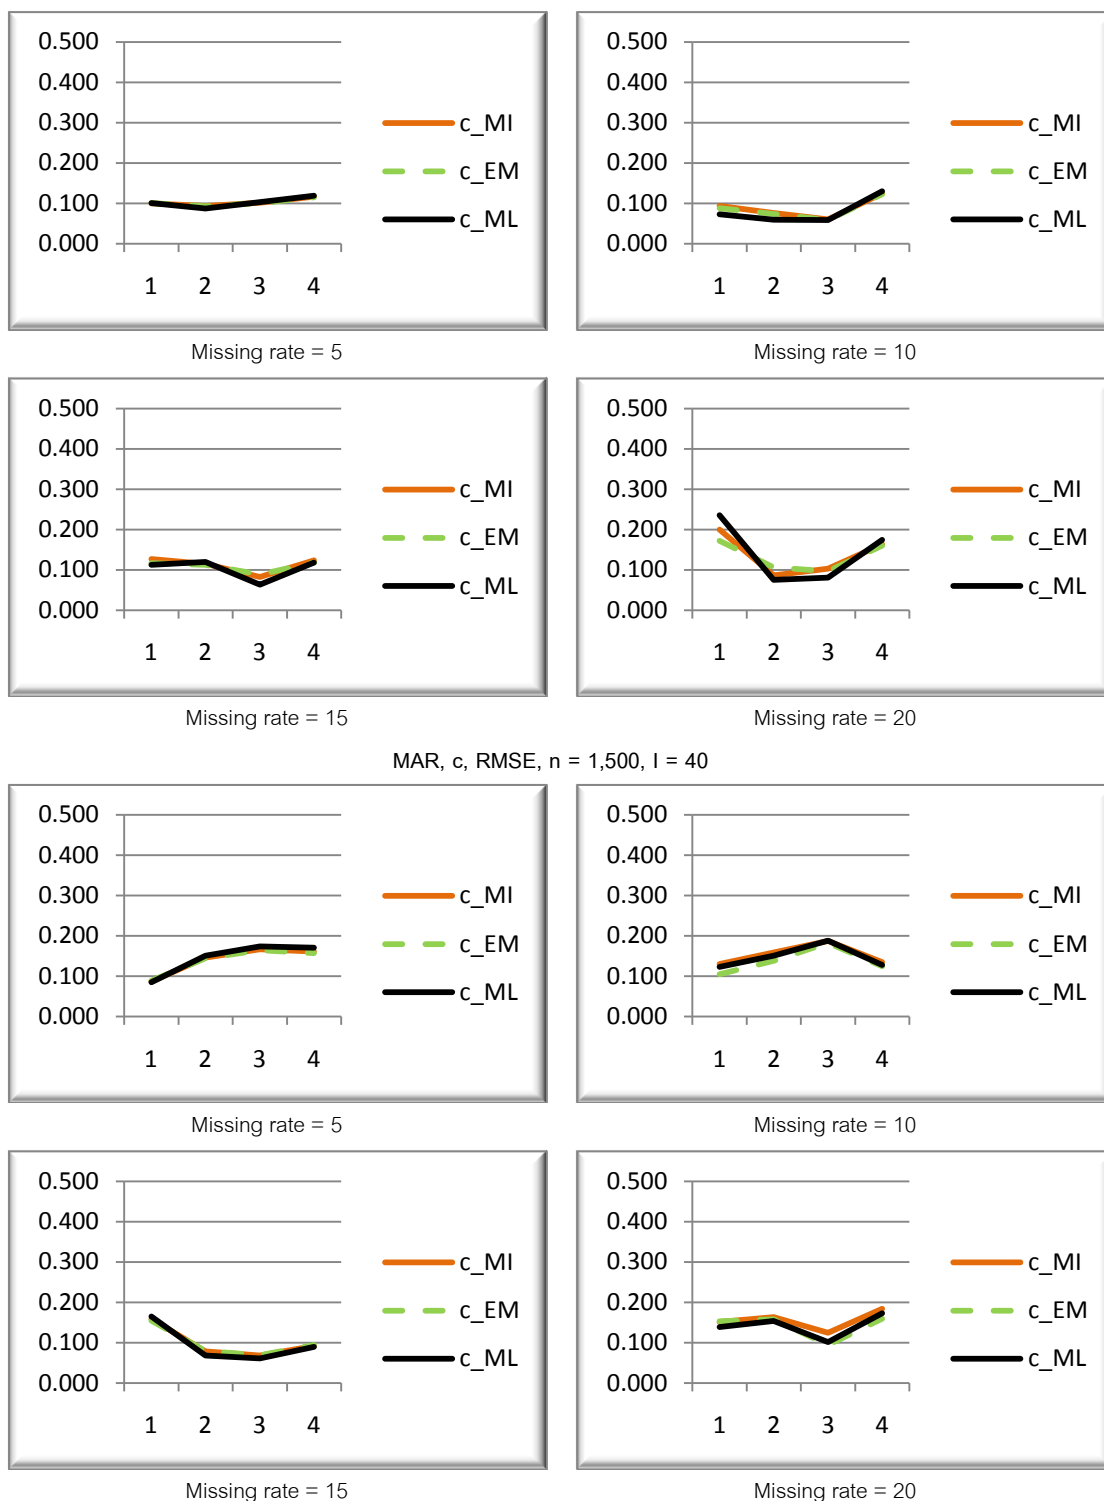 0.500
0.400
0.300
0.200
0.100
0.000
1 2 3 4
c_MI
c_EM
c_ML
Missing rate = 5
0.500
0.400
0.300
0.200
0.100
0.000
1 2 3 4
c_MI
c_EM
c_ML
Missing rate = 10
0.500
0.400
0.300
0.200
0.100
0.000
1 2 3 4
c_MI
c_EM
c_ML
Missing rate = 15
0.500
0.400
0.300
0.200
0.100
0.000
1 2 3 4
c_MI
c_EM
c_ML
Missing rate = 20
MAR, c, RMSE, n = 1,500, I = 40
0.500
0.400
0.300
0.200
0.100
0.000
1 2 3 4
c_MI
c_EM
c_ML
Missing rate = 5
0.500
0.400
0.300
0.200
0.100
0.000
1 2 3 4
c_MI
c_EM
c_ML
Missing rate = 10
0.500
0.400
0.300
0.200
0.100
0.000
1 2 3 4
c_MI
c_EM
c_ML
Missing rate = 15
0.500
0.400
0.300
0.200
0.100
0.000
1 2 3 4
c_MI
c_EM
c_ML
Missing rate = 20